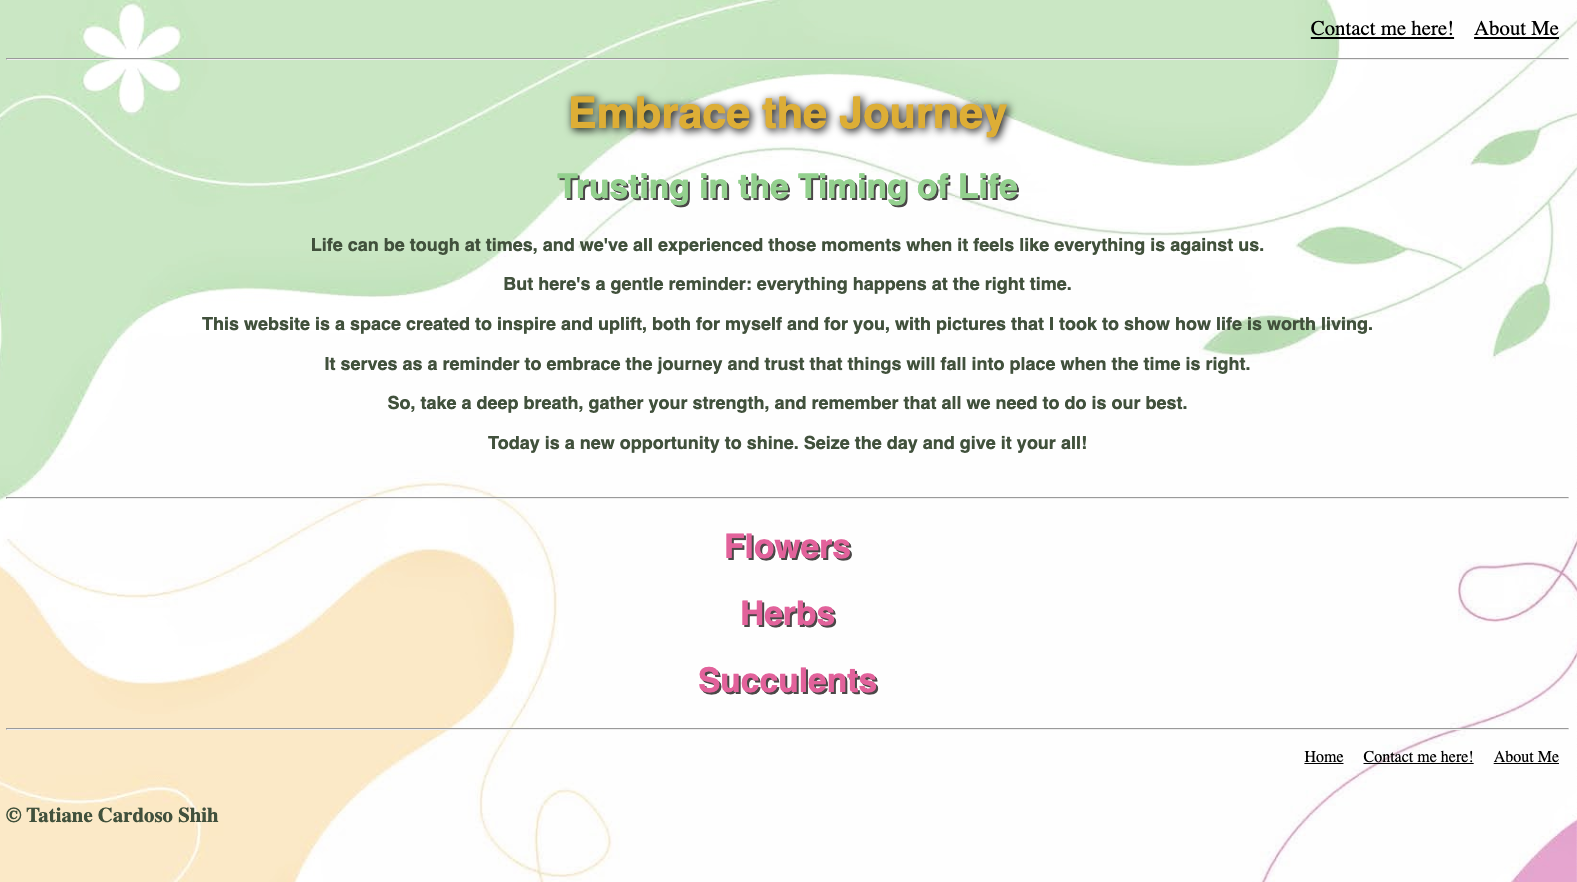 Contact me here! About Me
Embrace the Journey
Trusting in the Timing of Life
Life can be tough at times, and we've all experienced those moments when it feels like everything is against us.
But here's a gentle reminder: everything happens at the right time.
This website is a space created to inspire and uplift, both for myself and for you, with pictures that I took to show how life is worth living.
It serves as a reminder to embrace the journey and trust that things will fall into place when the time is right.
So, take a deep breath, gather your strength, and remember that all we need to do is our best.
Today is a new opportunity to shine. Seize the day and give it your all!
Flowers
Herbs
Succulents
Home Contact me here! About Me
© Tatiane Cardoso Shih